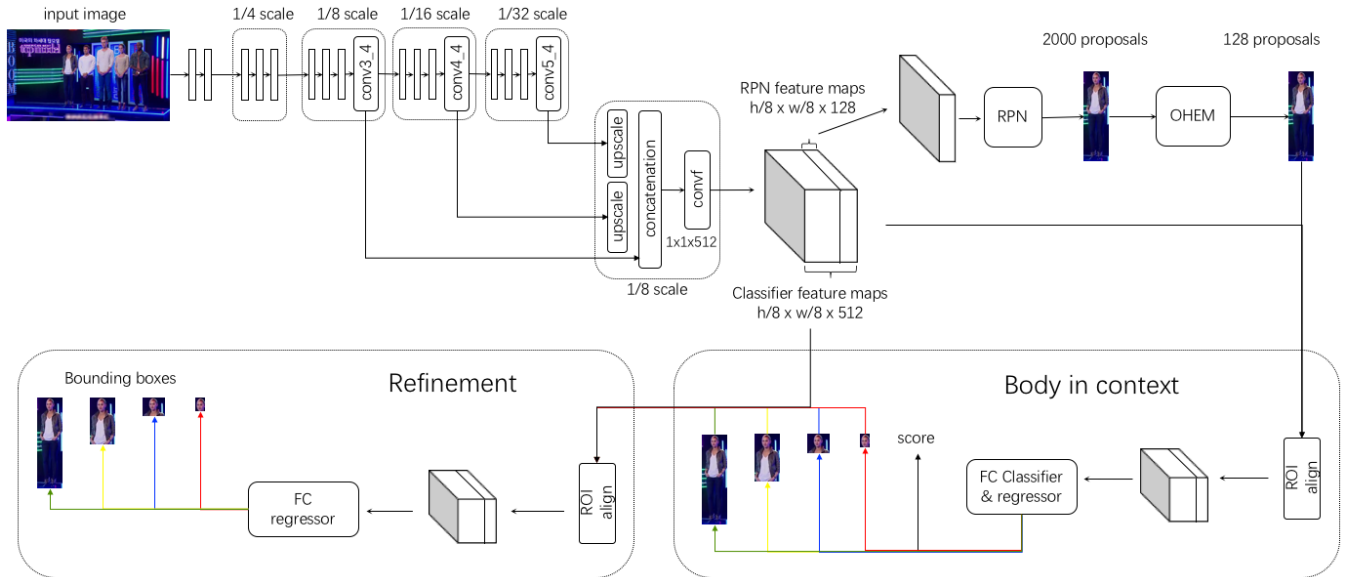 input image
1/4 scale
1/8 scale
1/16 scale
1/32 scale
conv3_4
conv4_4
conv5_4
upscale
upscale
concatenation
convf
1x1x512
1/8 scale
RPN feature maps
h/8 x w/8 x 128
RPN
2000 proposals
OHEM
128 proposals
Classifier feature maps
h/8 x w/8 x 512
Refinement
Bounding boxes
FC
regressor
ROI
align
Body in context
score
FC Classifier
& regressor
ROI
align